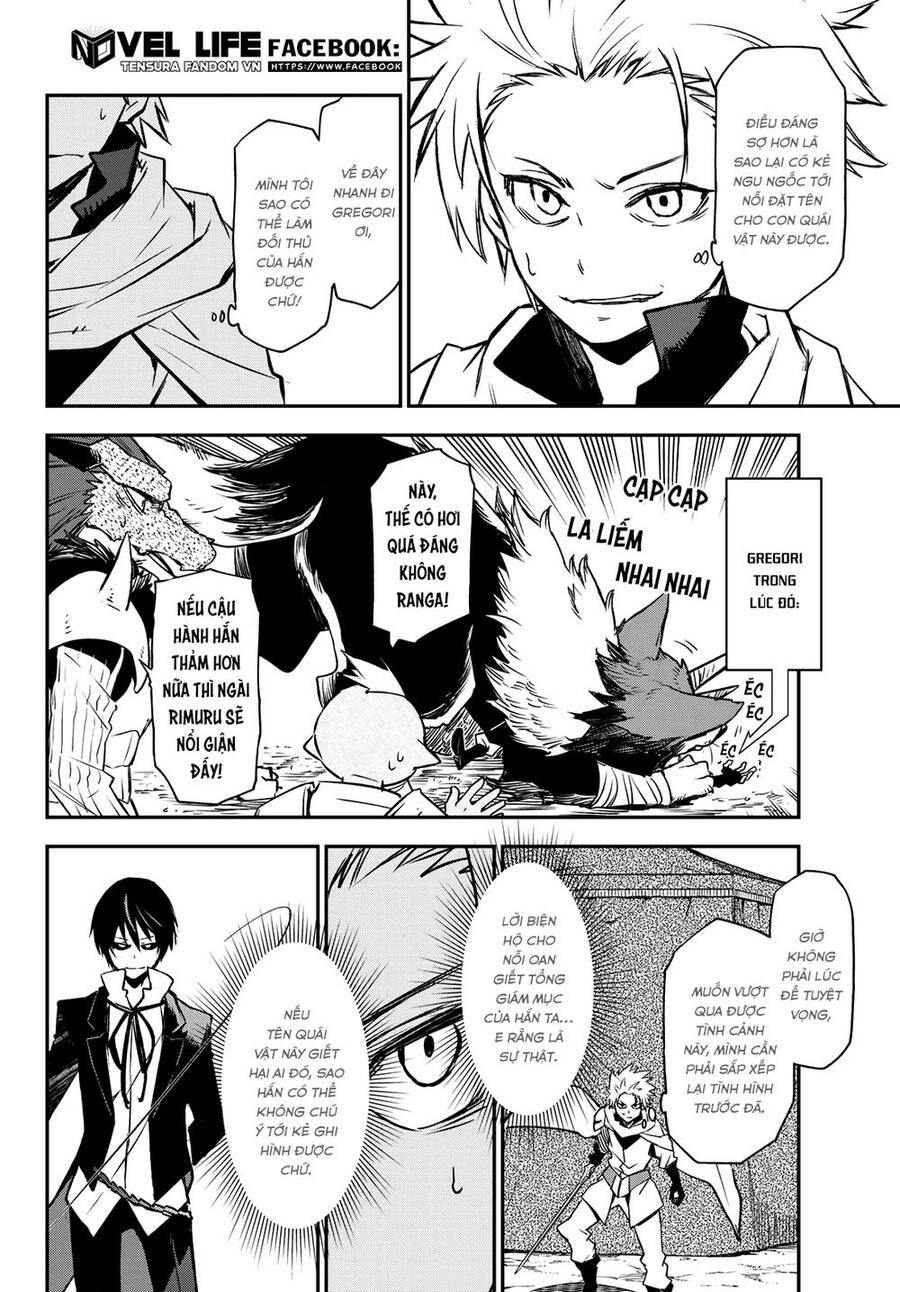 NOVEL LIFE FACEBOOK:
TENSURA FANDOM VN HTTPS://WWW.FACEBOOK
ĐIỀU ĐÁNG
SỢ HƠN LÀ
SAO LẠI CÓ KẺ
NGU NGỐC TỚI
NỖI ĐẶT TÊN
CHO CON QUÁI
VẬT NÀY ĐƯỢC.
VỀ ĐÂY
NHANH ĐI
GREGORI
ƠI,
MÌNH TÔI
SAO CÓ
THỂ LÀM
ĐỐI THỦ
CỦA HẮN
ĐƯỢC
CHỨ!
GREGORI
TRONG
LÚC ĐÓ:
CẠP CẠP
LA LIẾM
NHAI NHAI
ÉC
ÉC
ÉC
ÉC
NÀY,
THẾ CÓ HƠI
QUÁ ĐÁNG
KHÔNG
RANGA!
NẾU CẬU
HÀNH HẮN
THẢM HƠN
NỮA THÌ NGÀI
RIMURU SẼ
NỔI GIẬN
ĐẤY!
GIỜ
KHÔNG
PHẢI LÚC
ĐỂ TUYỆT
VỌNG,
MUỐN VƯỢT
QUA ĐƯỢC
TÌNH CẢNH
NÀY, MÌNH CẦN
PHẢI SẮP XẾP
LẠI TÌNH HÌNH
TRƯỚC ĐÃ.
LỞI BIỆN
HỘ CHO
NỖI OAN
GIẾT TỔNG
GIÁM MỤC
CỦA HẮN TA...
E RẰNG LÀ
SỰ THẬT.
NẾU
TÊN QUÁI
VẬT NÀY GIẾT
HẠI AI ĐÓ, SAO
HẮN CÓ THỂ
KHÔNG CHÚ
Ý TỚI KẺ GHI
HÌNH ĐƯỢC
CHỨ.